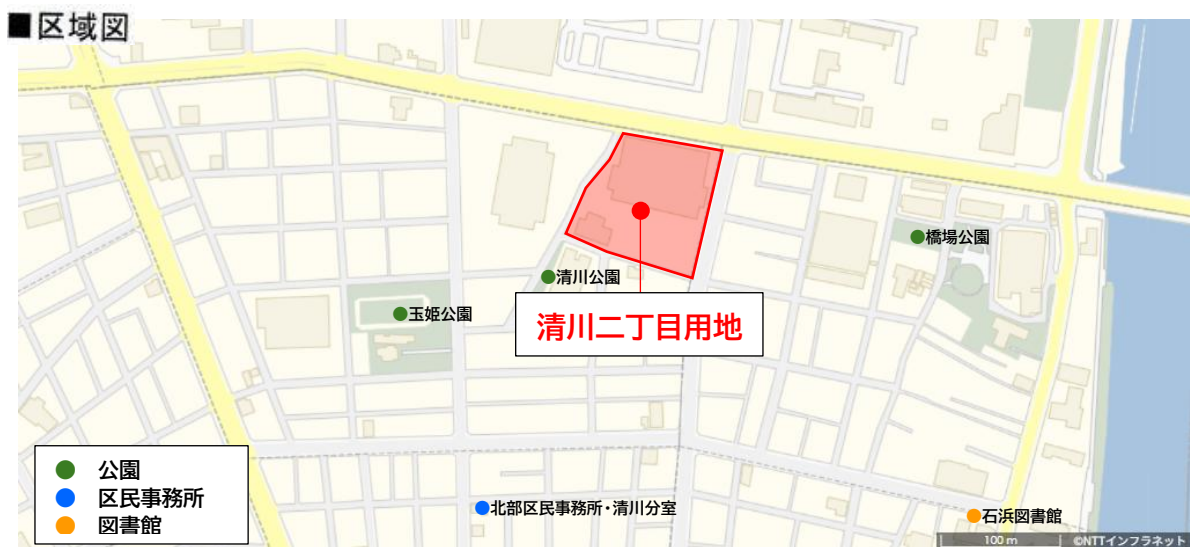 ■区域図
橋場公園
清川公園
玉姫公園
清川二丁目用地
公園
区民事務所
図書館
北部区民事務所・清川分室
石浜図書館
100 m
©NTTインフラネット